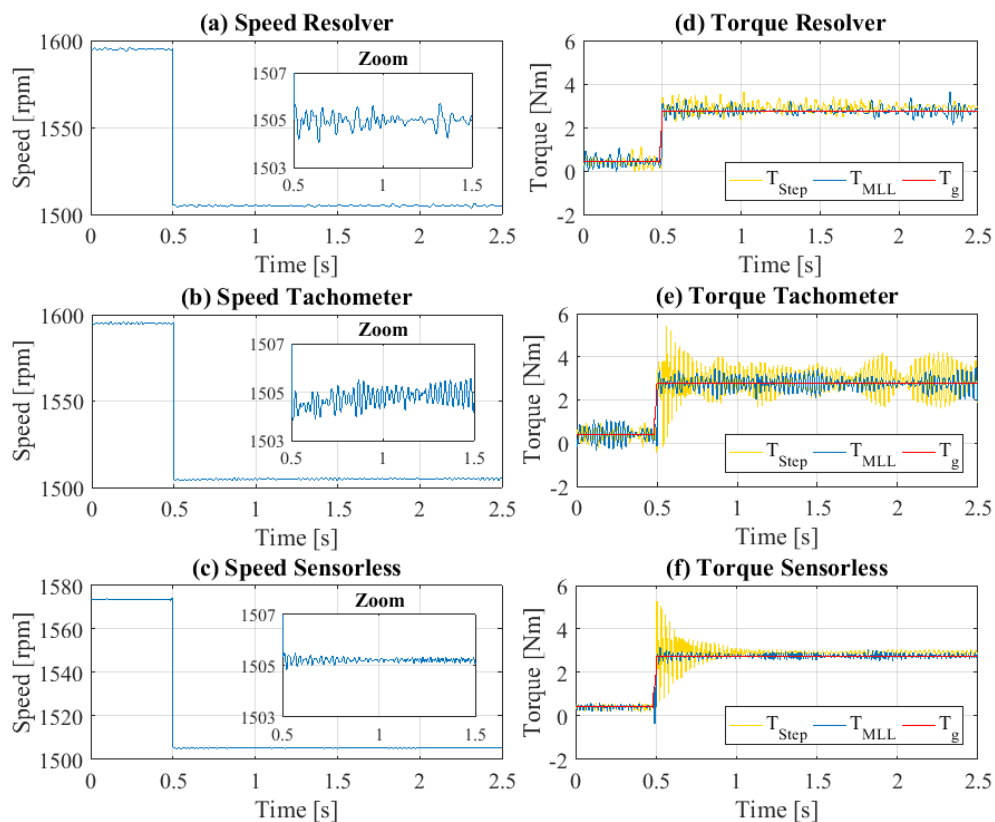 (a) Speed Resolver
Speed [rpm]
1600
1550
1500
0 0.5 1 1.5 2 2.5
Time [s]
Zoom
1507
1505
1503
0.5 1 1.5
(d) Torque Resolver
Torque [Nm]
6
4
2
0
-2
0 0.5 1 1.5 2 2.5
Time [s]
T_Step T_MLL T_g
(b) Speed Tachometer
Speed [rpm]
1600
1550
1500
0 0.5 1 1.5 2 2.5
Time [s]
Zoom
1507
1505
1503
0.5 1 1.5
(e) Torque Tachometer
Torque [Nm]
6
4
2
0
-2
0 0.5 1 1.5 2 2.5
Time [s]
T_Step T_MLL T_g
(c) Speed Sensorless
Speed [rpm]
1580
1560
1540
1520
1500
0 0.5 1 1.5 2 2.5
Time [s]
Zoom
1507
1505
1503
0.5 1 1.5
(f) Torque Sensorless
Torque [Nm]
6
4
2
0
-2
0 0.5 1 1.5 2 2.5
Time [s]
T_Step T_MLL T_g